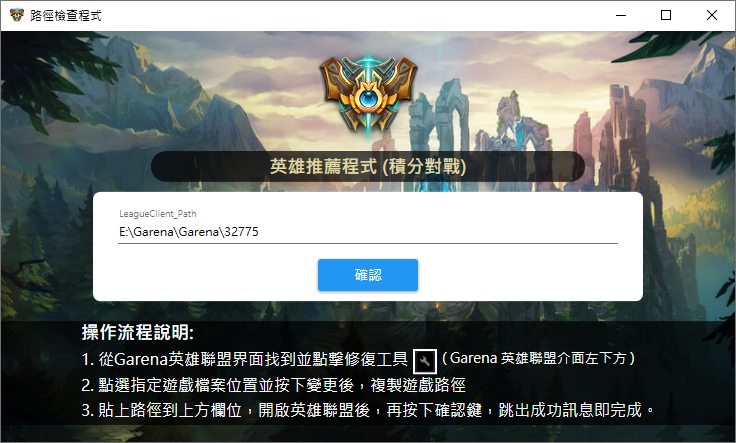 路徑檢查程式
英雄推薦程式 (積分對戰)
LeagueClient_Path
E:\Garena\Garena\32775
確認
操作流程說明:
1. 從Garena英雄聯盟界面找到並點擊修復工具 ( Garena 英雄聯盟介面左下方 )
2. 點選指定遊戲檔案位置並按下變更後，複製遊戲路徑
3. 貼上路徑到上方欄位，開啟英雄聯盟後，再按下確認鍵，跳出成功訊息即完成。